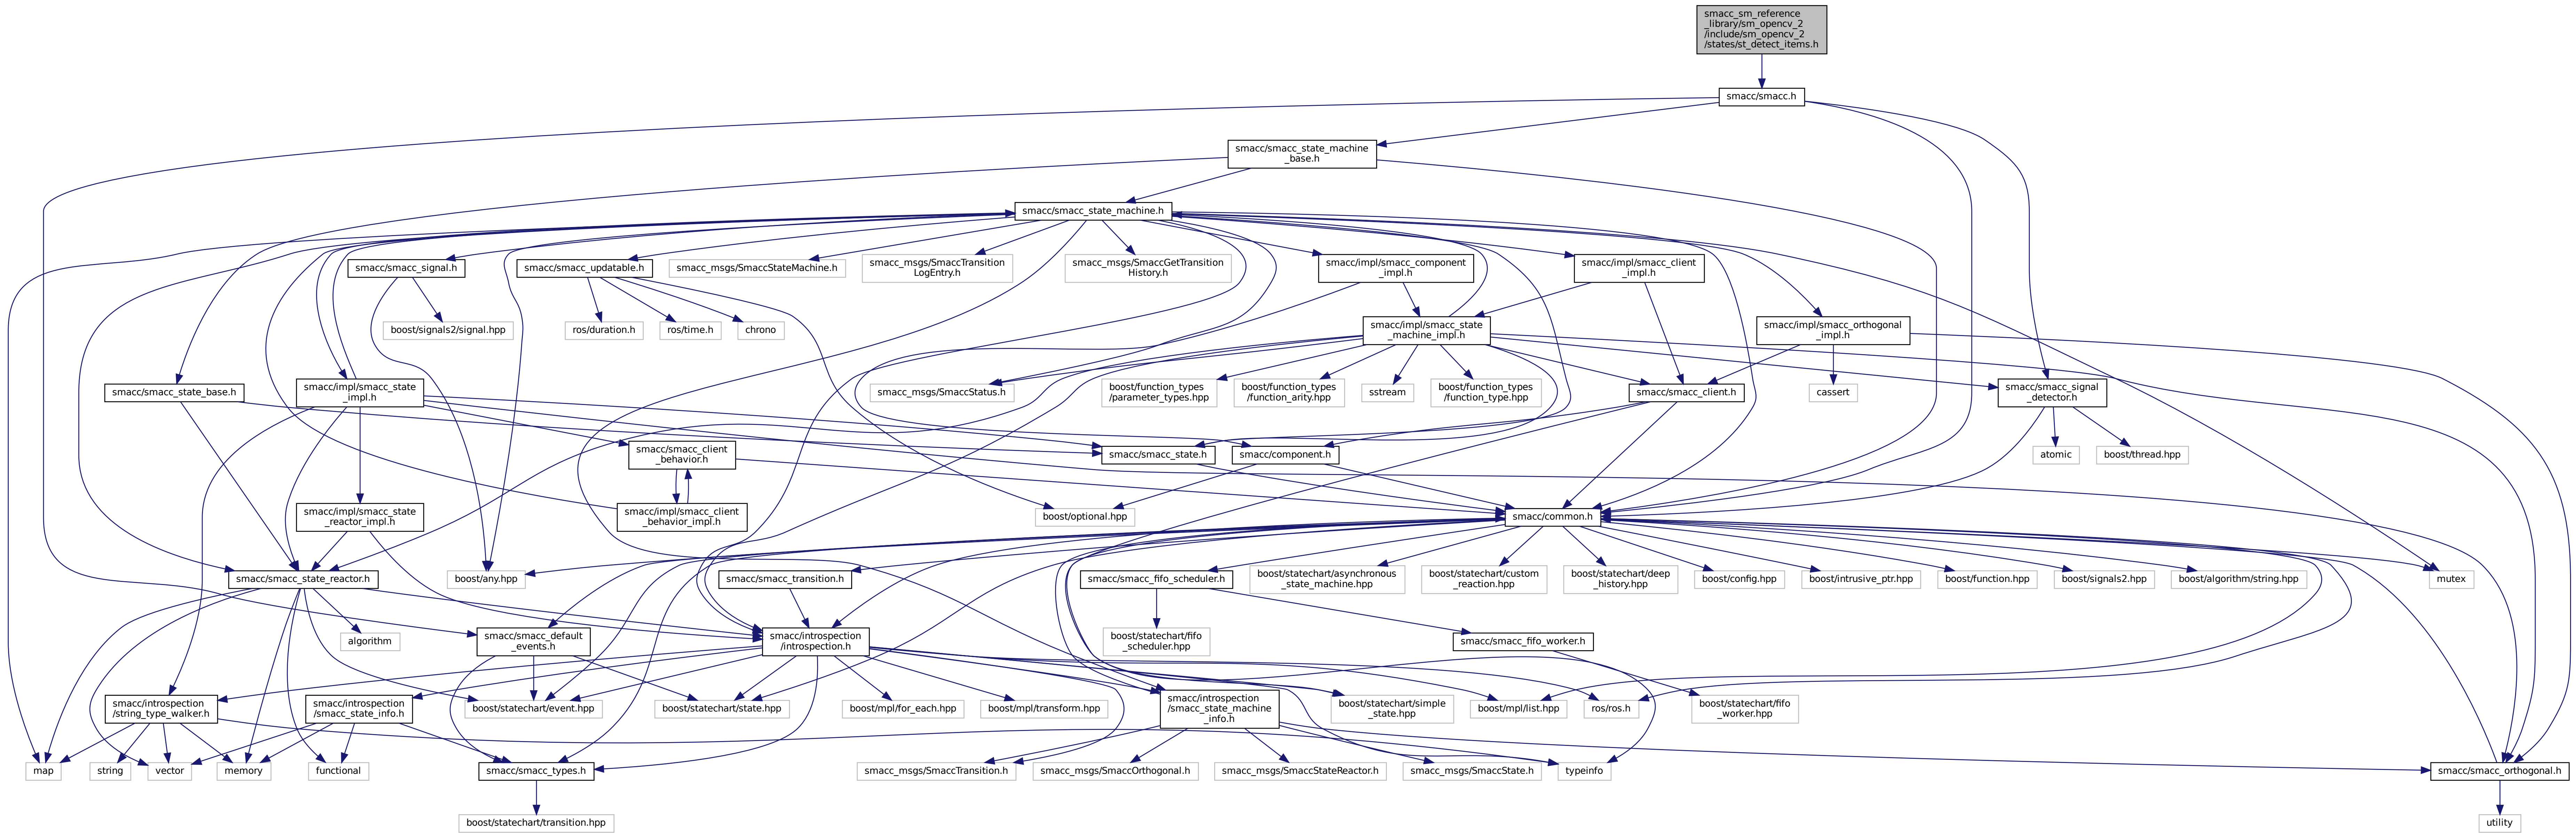 smacc_sm_reference
_library/sm_opencv_2
/include/sm_opencv_2
/states/st_detect_items.h
smacc/smacc.h
smacc/smacc_state_machine
_base.h
smacc/smacc_state_machine.h
smacc/smacc_signal.h
smacc/smacc_updatable.h
smacc_msgs/SmaccStateMachine.h
smacc_msgs/SmaccTransition
LogEntry.h
smacc_msgs/SmaccGetTransition
History.h
smacc/impl/smacc_component
_impl.h
smacc/impl/smacc_client
_impl.h
boost/signals2/signal.hpp
ros/duration.h
ros/time.h
chrono
smacc/impl/smacc_state
_machine_impl.h
smacc/impl/smacc_orthogonal
_impl.h
smacc/smacc_state_base.h
smacc/impl/smacc_state
_impl.h
smacc_msgs/SmaccStatus.h
boost/function_types
/parameter_types.hpp
boost/function_types
/function_arity.hpp
sstream
boost/function_types
/function_type.hpp
smacc/smacc_client.h
cassert
smacc/smacc_signal
_detector.h
smacc/smacc_client
_behavior.h
smacc/smacc_state.h
smacc/component.h
atomic
boost/thread.hpp
smacc/impl/smacc_state
_reactor_impl.h
smacc/impl/smacc_client
_behavior_impl.h
boost/optional.hpp
smacc/common.h
smacc/smacc_state_reactor.h
boost/any.hpp
smacc/smacc_transition.h
smacc/smacc_fifo_scheduler.h
boost/statechart/asynchronous
_state_machine.hpp
boost/statechart/custom
_reaction.hpp
boost/statechart/deep
_history.hpp
boost/config.hpp
boost/intrusive_ptr.hpp
boost/function.hpp
boost/signals2.hpp
boost/algorithm/string.hpp
mutex
algorithm
smacc/smacc_default
_events.h
smacc/introspection
/introspection.h
boost/statechart/fifo
_scheduler.hpp
smacc/smacc_fifo_worker.h
smacc/introspection
/string_type_walker.h
smacc/introspection
/smacc_state_info.h
boost/statechart/event.hpp
boost/statechart/state.hpp
boost/mpl/for_each.hpp
boost/mpl/transform.hpp
smacc/introspection
/smacc_state_machine
_info.h
boost/statechart/simple
_state.hpp
boost/mpl/list.hpp
ros/ros.h
boost/statechart/fifo
_worker.hpp
map
string
vector
memory
functional
smacc/smacc_types.h
smacc_msgs/SmaccTransition.h
smacc_msgs/SmaccOrthogonal.h
smacc_msgs/SmaccStateReactor.h
smacc_msgs/SmaccState.h
typeinfo
smacc/smacc_orthogonal.h
boost/statechart/transition.hpp
utility